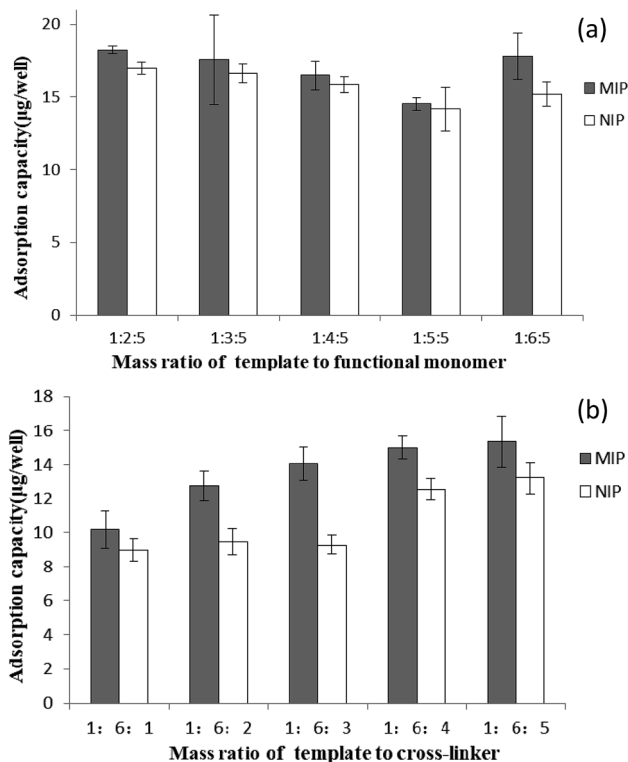 (a)
20
15
10
5
0
Adsorption capacity(μg/well)
MIP
NIP
1:2:5 1:3:5 1:4:5 1:5:5 1:6:5
Mass ratio of template to functional monomer
(b)
18
16
14
12
10
8
6
4
2
0
Adsorption capacity(μg/well)
MIP
NIP
1：6：1 1：6：2 1：6：3 1：6：4 1：6：5
Mass ratio of template to cross-linker